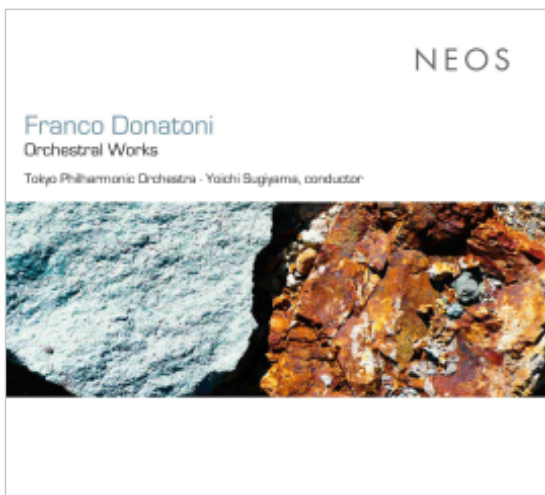 NEOS
Franco Donatoni
Orchestral Works
Tokyo Philharmonic Orchestra · Yoichi Sugiyama, conductor